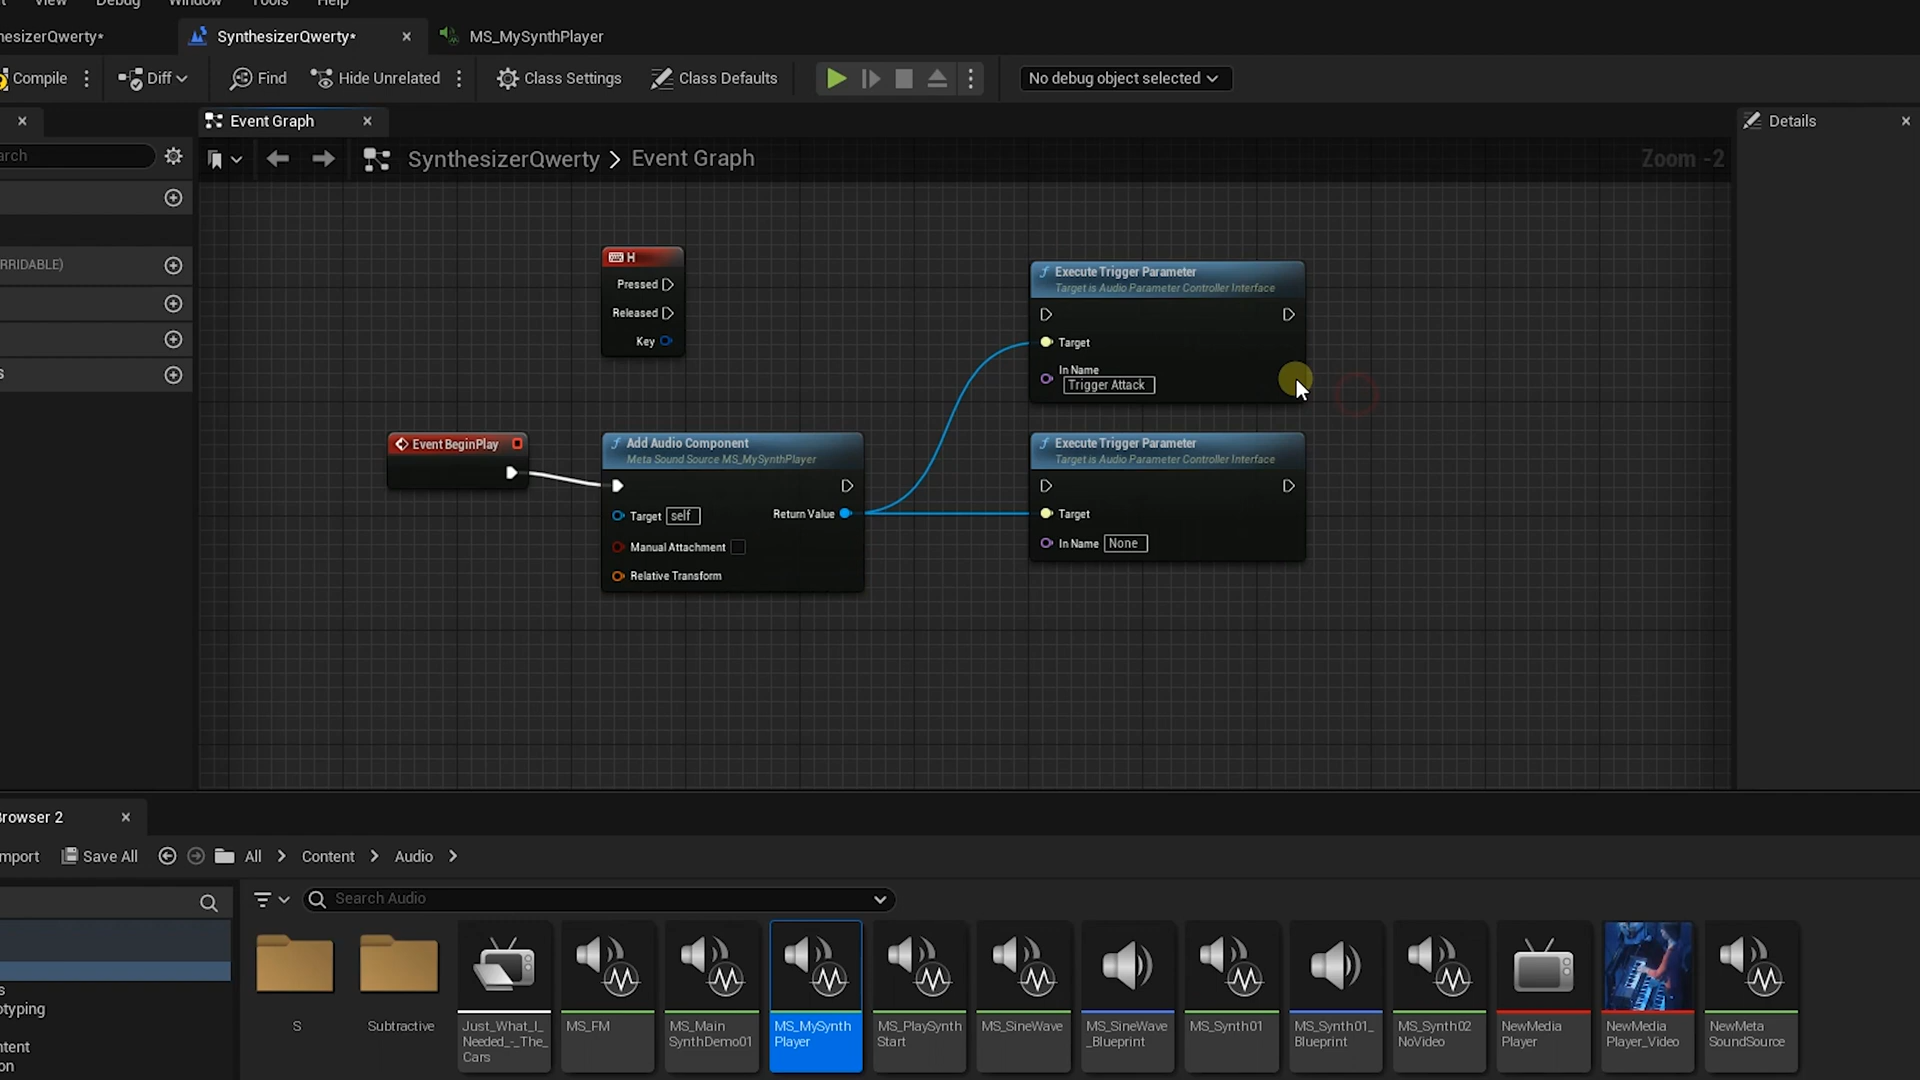 View
Debug
Window
Tools
Help
nesizerQwerty*
SynthesizerQwerty*
MS_MySynthPlayer
Compile
Diff
Find
Hide Unrelated
Class Settings
Class Defaults
No debug object selected
Event Graph
Details
arch
SynthesizerQwerty > Event Graph
Zoom -2
RRIDABLE)
s
H
Pressed
Released
Key
Execute Trigger Parameter
Target is Audio Parameter Controller Interface
Target
In Name
Trigger Attack
Event BeginPlay
Add Audio Component
Meta Sound Source MS_MySynthPlayer
Target self
Return Value
Manual Attachment
Relative Transform
Execute Trigger Parameter
Target is Audio Parameter Controller Interface
Target
In Name None
Browser 2
mport
Save All
All > Content > Audio >
Search Audio
s
otyping
ntent
on
S
Subtractive
Just_What_I_
Needed_-_The_
Cars
MS_FM
MS_Main
SynthDemo01
MS_MySynth
Player
MS_PlaySynth
Start
MS_SineWave
MS_SineWave
_Blueprint
MS_Synth01
MS_Synth01_
Blueprint
MS_Synth02
NoVideo
NewMedia
Player
NewMedia
Player_Video
NewMeta
SoundSource